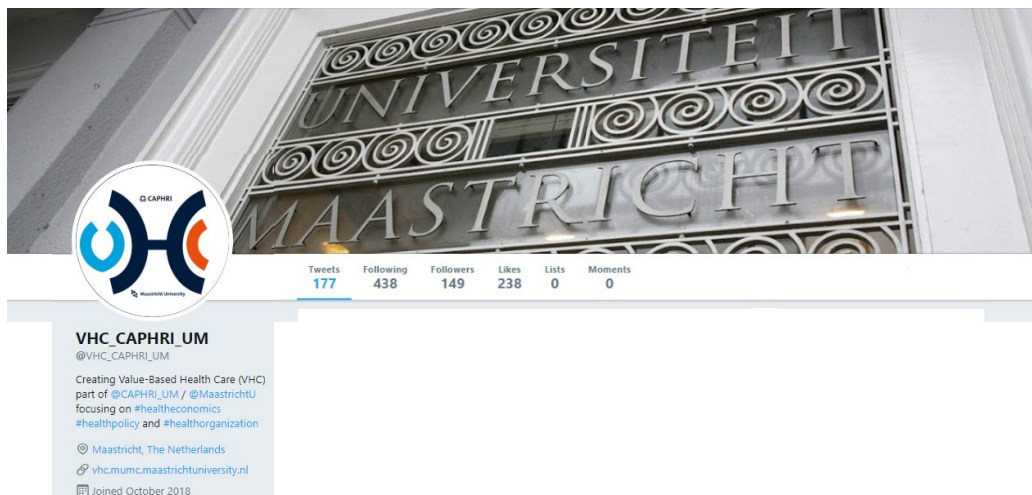 UNIVERSITEIT
MAASTRICHT
CAPHRI
Maastricht University
Tweets Following Followers Likes Lists Moments
177 438 149 238 0 0
VHC_CAPHRI_UM
@VHC_CAPHRI_UM
Creating Value-Based Health Care (VHC)
part of @CAPHRI_UM / @MaastrichtU
focusing on #healtheconomics
#healthpolicy and #healthorganization
Maastricht, The Netherlands
vhc.mumc.maastrichtuniversity.nl
Joined October 2018